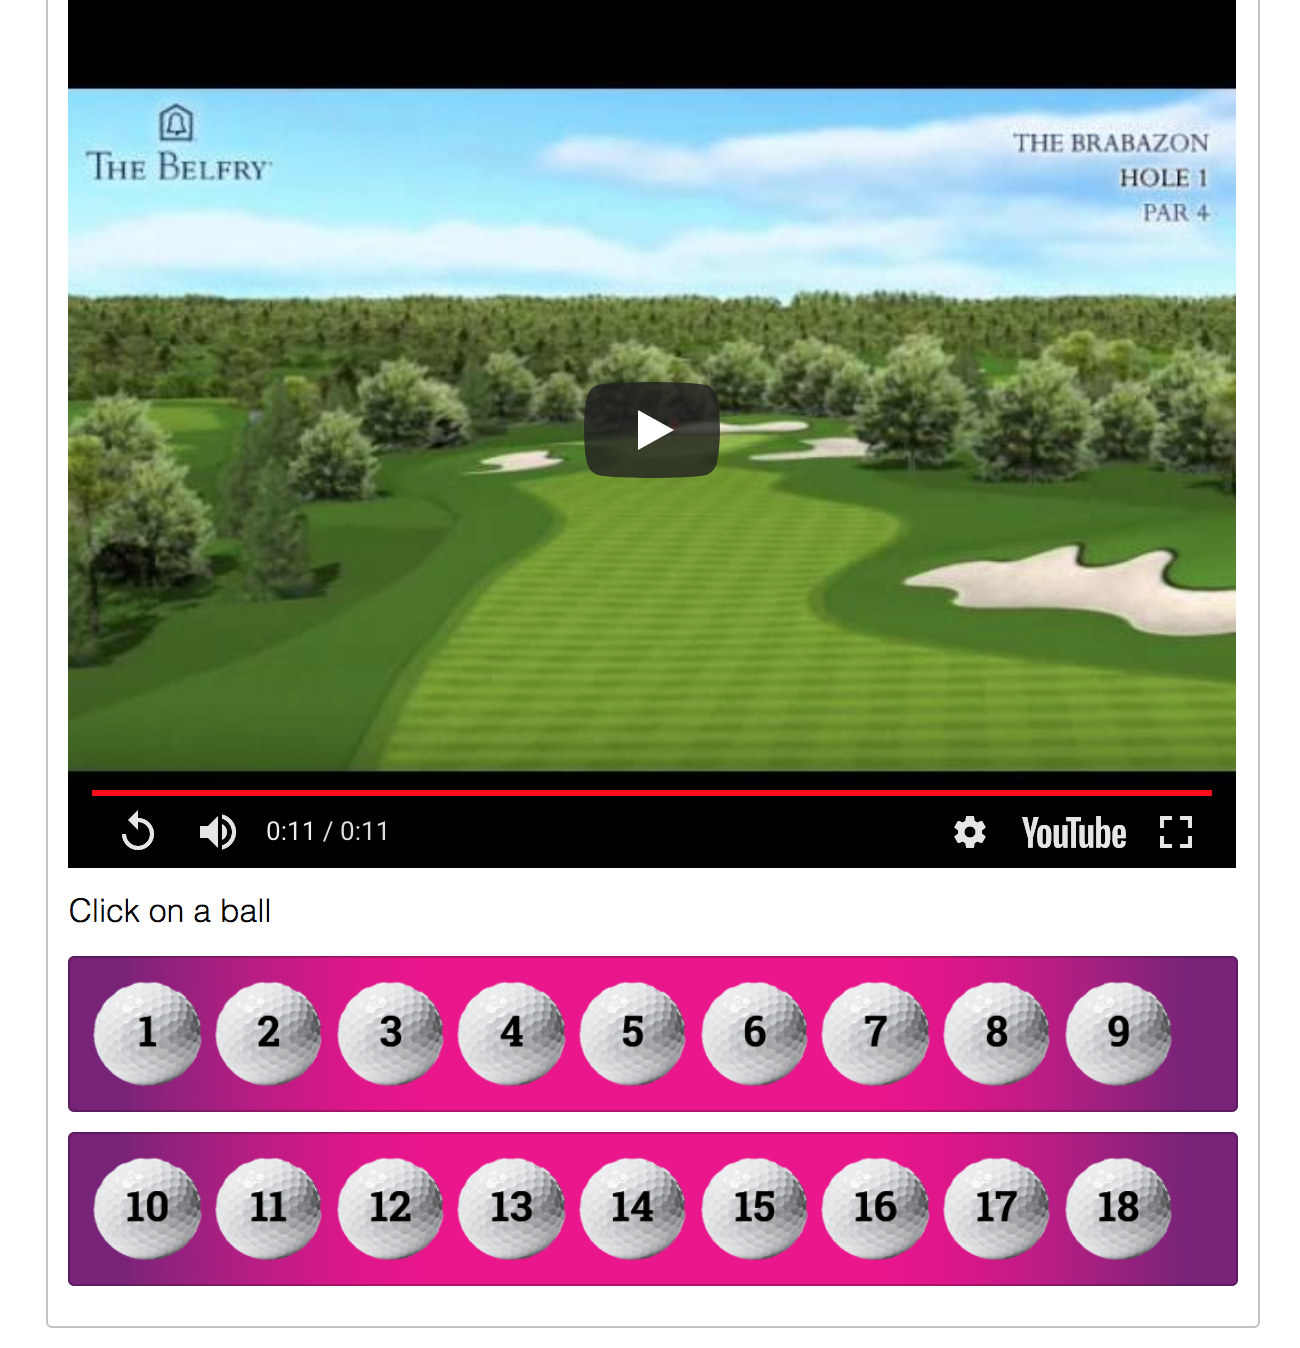 THE BELFRY
THE BRABAZON
HOLE 1
PAR 4
0:11 / 0:11
YouTube
Click on a ball
1 2 3 4 5 6 7 8 9
10 11 12 13 14 15 16 17 18